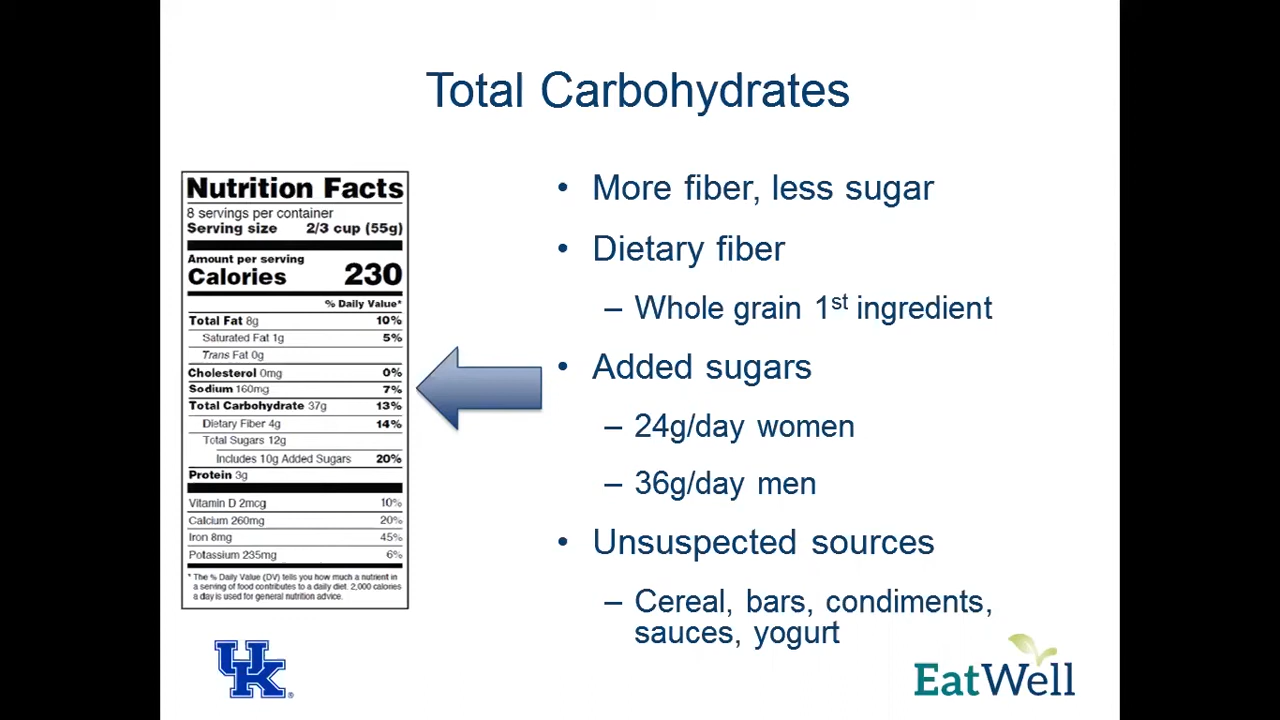 Total Carbohydrates
Nutrition Facts
8 servings per container
Serving size 2/3 cup (55g)
Amount per serving
Calories 230
% Daily Value*
Total Fat 8g 10%
Saturated Fat 1g 5%
Trans Fat 0g
Cholesterol 0mg 0%
Sodium 160mg 7%
Total Carbohydrate 37g 13%
Dietary Fiber 4g 14%
Total Sugars 12g
Includes 10g Added Sugars 20%
Protein 3g
Vitamin D 2mcg 10%
Calcium 260mg 20%
Iron 8mg 45%
Potassium 235mg 6%
* The % Daily Value (DV) tells you how much a nutrient in
a serving of food contributes to a daily diet. 2,000 calories
a day is used for general nutrition advice.
• More fiber, less sugar
• Dietary fiber
– Whole grain 1st ingredient
• Added sugars
– 24g/day women
– 36g/day men
• Unsuspected sources
– Cereal, bars, condiments,
sauces, yogurt
UK®
EatWell